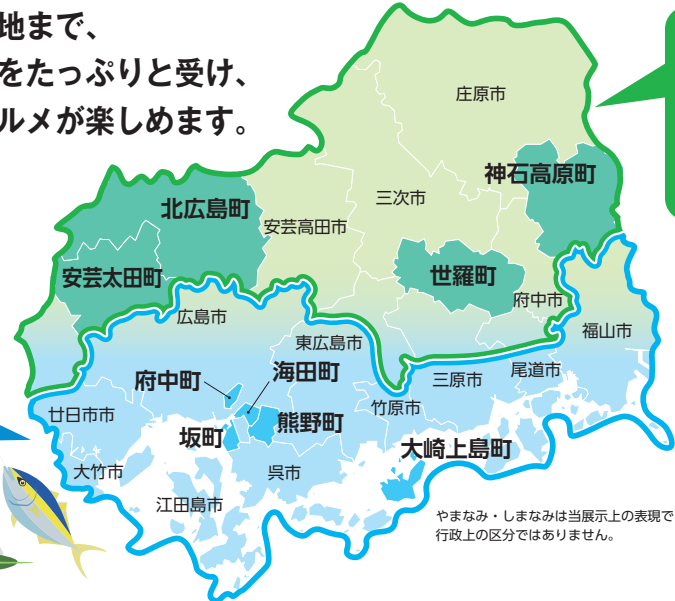 地まで、
をたっぷりと受け、
ルメが楽しめます。
庄原市
神石高原町
三次市
北広島町
安芸高田市
世羅町
安芸太田町
府中市
広島市
福山市
東広島市
尾道市
海田町
三原市
府中町
竹原市
廿日市市
熊野町
坂町
大崎上島町
大竹市
呉市
江田島市
やまなみ・しまなみは当展示上の表現で
行政上の区分ではありません。